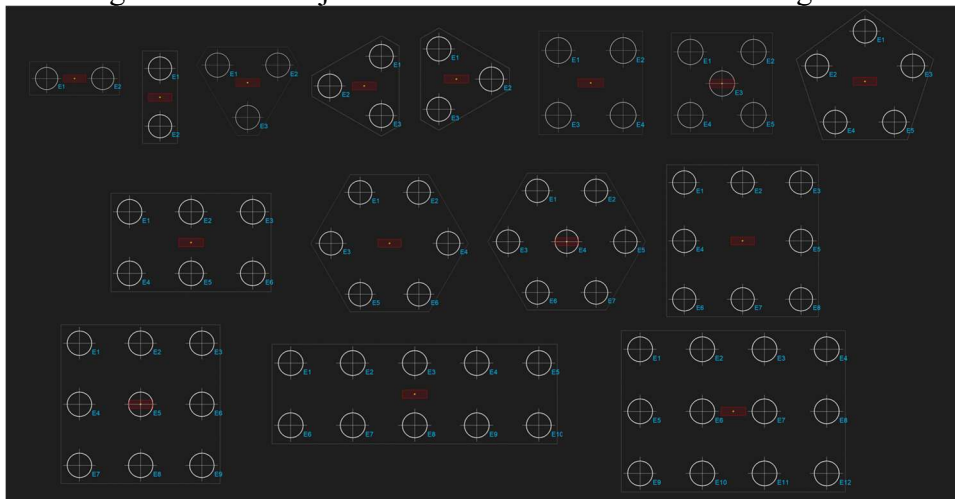 E1 E2
E1
E2
E1 E2
E3
E1
E2
E3
E1
E2
E3
E1 E2
E3 E4
E1 E2
E3
E4 E5
E1
E2 E3
E4 E5
E1 E2 E3
E4 E5 E6
E1 E2
E3 E4
E5 E6
E1 E2
E3 E4 E5
E6 E7
E1 E2 E3
E4 E5
E6 E7 E8
E1 E2 E3
E4 E5 E6
E7 E8 E9
E1 E2 E3 E4 E5
E6 E7 E8 E9 E10
E1 E2 E3 E4
E5 E6 E7 E8
E9 E10 E11 E12